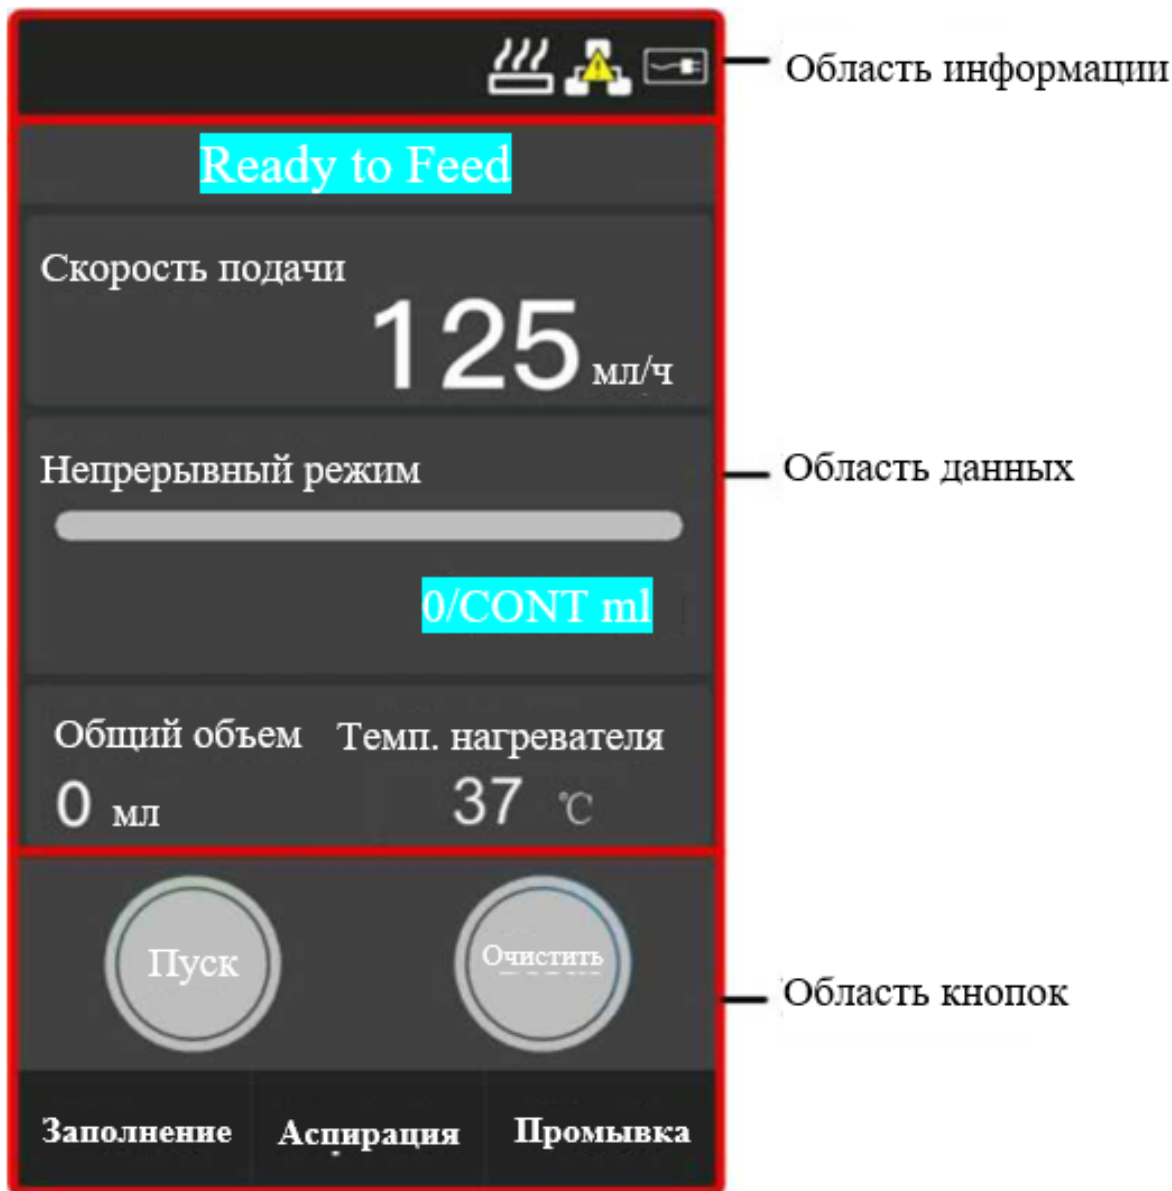 Область информации
Ready to Feed
Скорость подачи
125 мл/ч
Непрерывный режим
Область данных
0/CONT ml
Общий объем Темп. нагревателя
0 мл 37 °C
Пуск Очистить
Область кнопок
Заполнение Аспирация Промывка